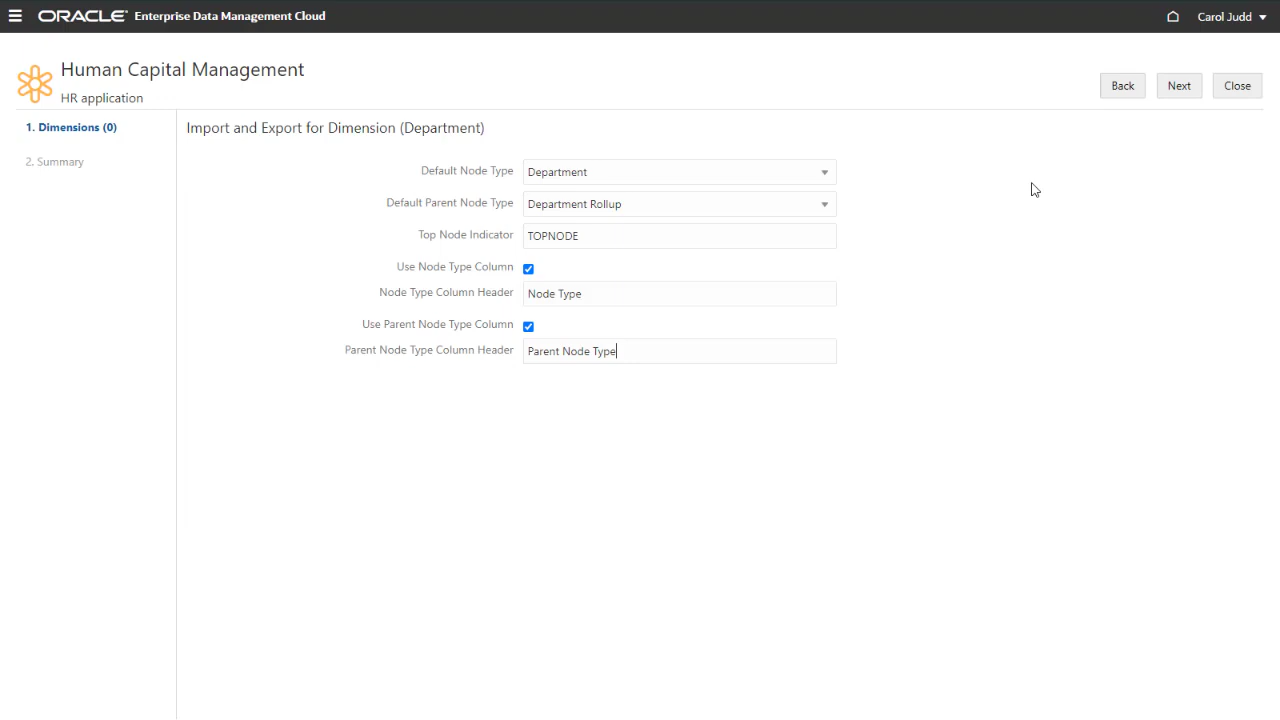 ORACLE Enterprise Data Management Cloud
Carol Judd
Human Capital Management
HR application
Back
Next
Close
1. Dimensions (0)
2. Summary
Import and Export for Dimension (Department)
Default Node Type Department
Default Parent Node Type Department Rollup
Top Node Indicator TOPNODE
Use Node Type Column
Node Type Column Header Node Type
Use Parent Node Type Column
Parent Node Type Column Header Parent Node Type